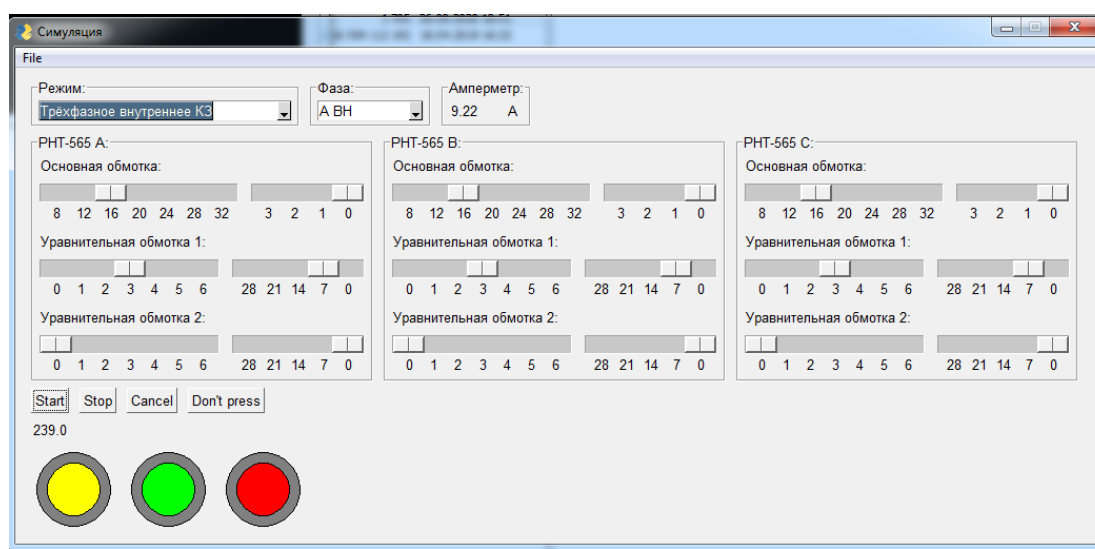 Симуляция
File
Режим: Фаза: Амперметр:
Трёхфазное внутреннее КЗ А ВН 9.22 А
РНТ-565 A: РНТ-565 B: РНТ-565 C:
Основная обмотка: Основная обмотка: Основная обмотка:
8 12 16 20 24 28 32 3 2 1 0 8 12 16 20 24 28 32 3 2 1 0 8 12 16 20 24 28 32 3 2 1 0
Уравнительная обмотка 1: Уравнительная обмотка 1: Уравнительная обмотка 1:
0 1 2 3 4 5 6 28 21 14 7 0 0 1 2 3 4 5 6 28 21 14 7 0 0 1 2 3 4 5 6 28 21 14 7 0
Уравнительная обмотка 2: Уравнительная обмотка 2: Уравнительная обмотка 2:
0 1 2 3 4 5 6 28 21 14 7 0 0 1 2 3 4 5 6 28 21 14 7 0 0 1 2 3 4 5 6 28 21 14 7 0
Start Stop Cancel Don't press
239.0